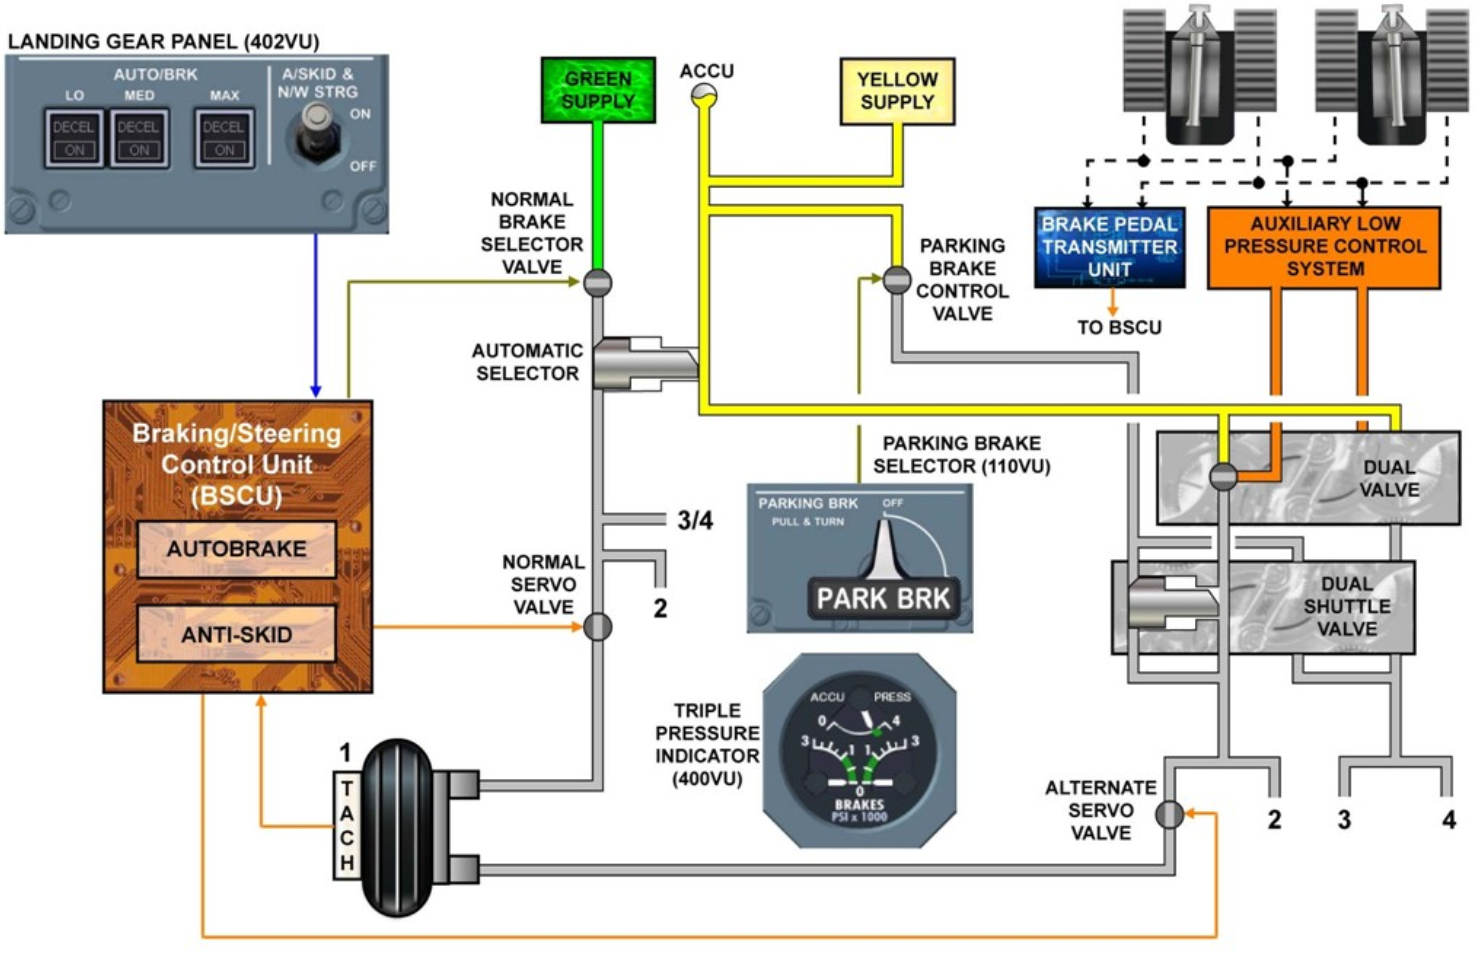 LANDING GEAR PANEL (402VU)
AUTO/BRK
LO
MED
MAX
DECEL
ON
DECEL
ON
DECEL
ON
A/SKID &
N/W STRG
ON
OFF
GREEN
SUPPLY
ACCU
YELLOW
SUPPLY
NORMAL
BRAKE
SELECTOR
VALVE
PARKING
BRAKE
CONTROL
VALVE
BRAKE PEDAL
TRANSMITTER
UNIT
TO BSCU
AUXILIARY LOW
PRESSURE CONTROL
SYSTEM
AUTOMATIC
SELECTOR
Braking/Steering
Control Unit
(BSCU)
AUTOBRAKE
ANTI-SKID
PARKING BRAKE
SELECTOR (110VU)
PARKING BRK
PULL & TURN
OFF
PARK BRK
DUAL
VALVE
3/4
2
NORMAL
SERVO
VALVE
DUAL
SHUTTLE
VALVE
TRIPLE
PRESSURE
INDICATOR
(400VU)
ACCU
PRESS
0
4
3
1
1
3
0
BRAKES
PSI x 1000
1
TACH
ALTERNATE
SERVO
VALVE
2
3
4